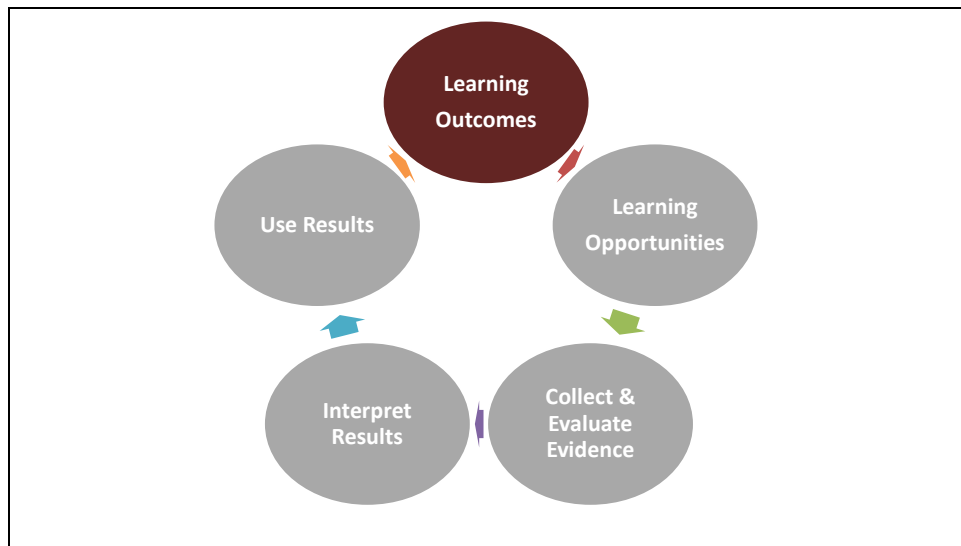 Learning
Outcomes
Learning
Opportunities
Collect &
Evaluate
Evidence
Interpret
Results
Use Results